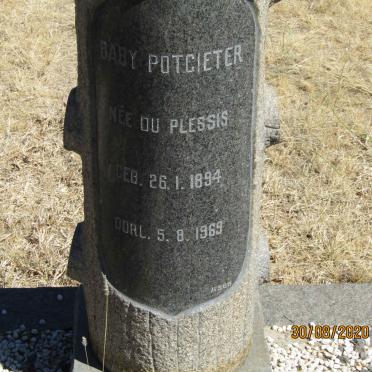 BABY POTGIETER
NÉE DU PLESSIS
GEB. 26.1.1894
OORL. 5.8.1969
30/08/2020